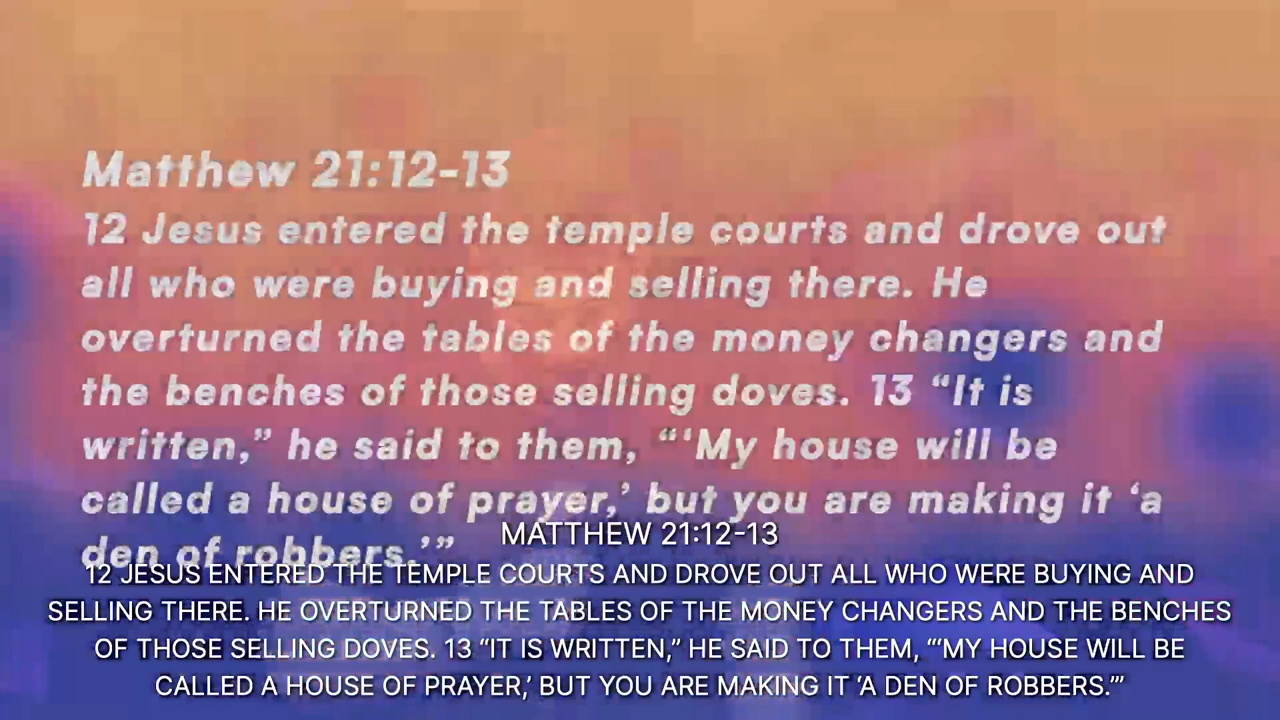 Matthew 21:12-13
12 Jesus entered the temple courts and drove out
all who were buying and selling there. He
overturned the tables of the money changers and
the benches of those selling doves. 13 “It is
written,” he said to them, “‘My house will be
called a house of prayer,’ but you are making it ‘a
den of robbers.’”
MATTHEW 21:12-13
12 JESUS ENTERED THE TEMPLE COURTS AND DROVE OUT ALL WHO WERE BUYING AND
SELLING THERE. HE OVERTURNED THE TABLES OF THE MONEY CHANGERS AND THE BENCHES
OF THOSE SELLING DOVES. 13 “IT IS WRITTEN,” HE SAID TO THEM, “‘MY HOUSE WILL BE
CALLED A HOUSE OF PRAYER,’ BUT YOU ARE MAKING IT ‘A DEN OF ROBBERS.’”